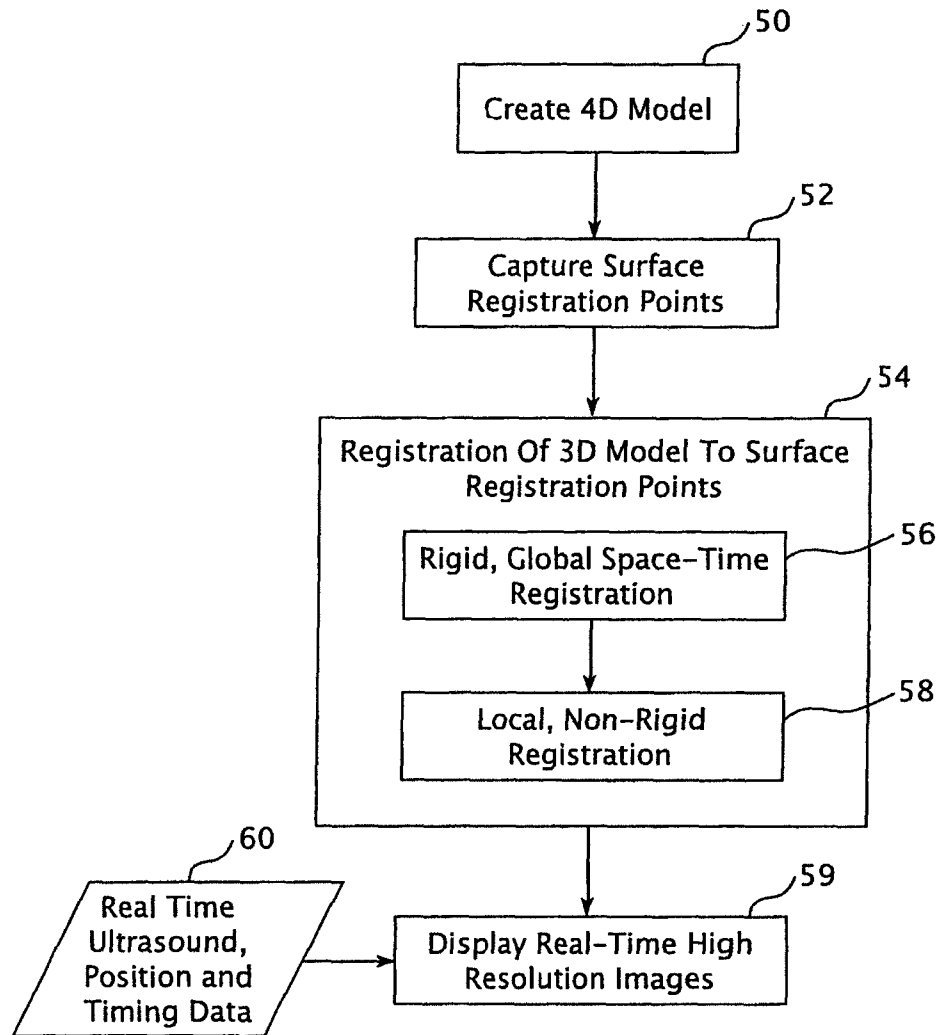 50
Create 4D Model
52
Capture Surface
Registration Points
54
Registration Of 3D Model To Surface
Registration Points
56
Rigid, Global Space-Time
Registration
58
Local, Non-Rigid
Registration
60
Real Time
Ultrasound,
Position and
Timing Data
59
Display Real-Time High
Resolution Images